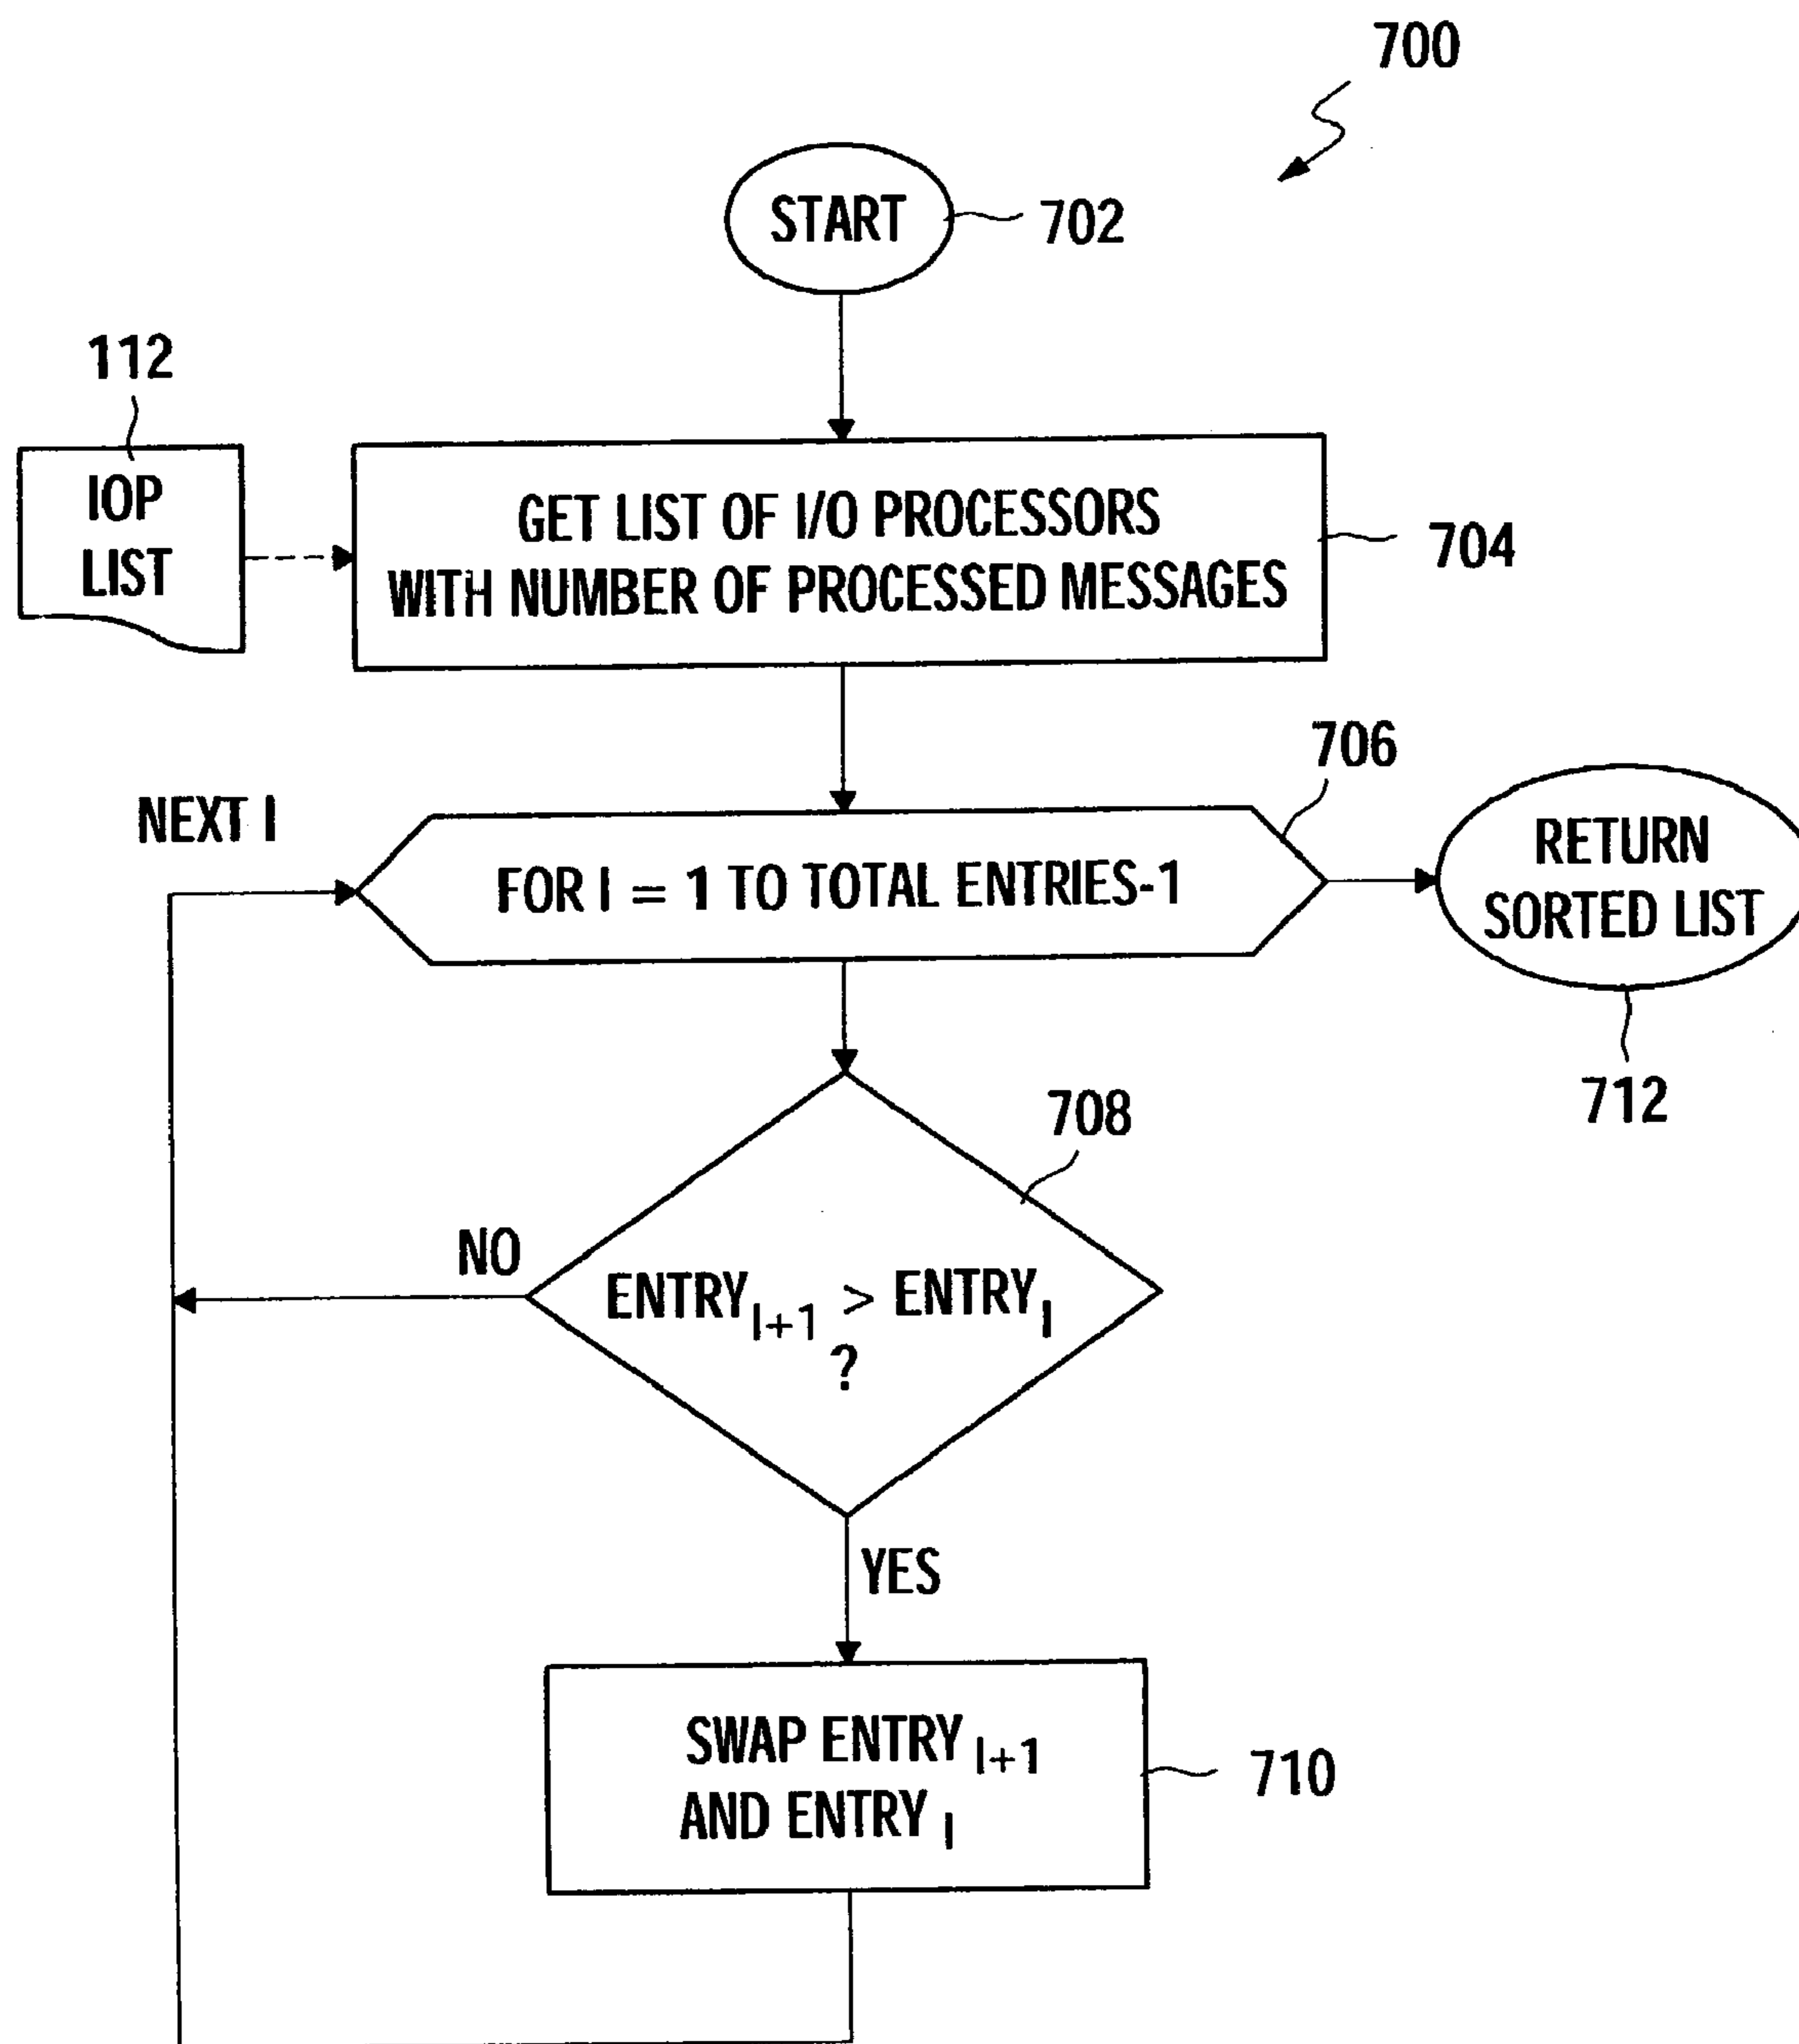 700
START
702
112
IOP
LIST
GET LIST OF I/O PROCESSORS
WITH NUMBER OF PROCESSED MESSAGES
704
706
NEXT I
FOR I = 1 TO TOTAL ENTRIES-1
RETURN
SORTED LIST
712
708
NO
ENTRY I+1 > ENTRY I
?
YES
SWAP ENTRY I+1
AND ENTRY I
710